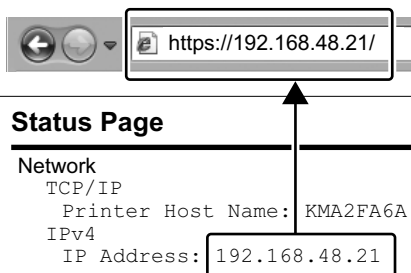 https://192.168.48.21/
Status Page
Network
TCP/IP
Printer Host Name: KMA2FA6A
IPv4
IP Address: 192.168.48.21